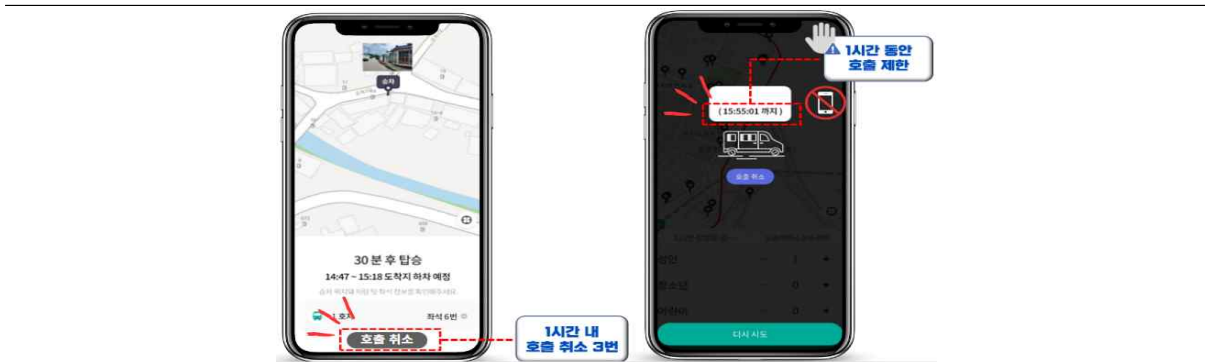 승차
30분 후 탑승
14:47 ~ 15:18 도착지 하차 예정
호차
좌석 6번
호출 취소
1시간 내
호출 취소 3번
1시간 동안
호출 제한
(15:55:01 까지)
호출 취소
성인 - 1 +
청소년 - 0 +
어린이 - 0 +
다시 시도